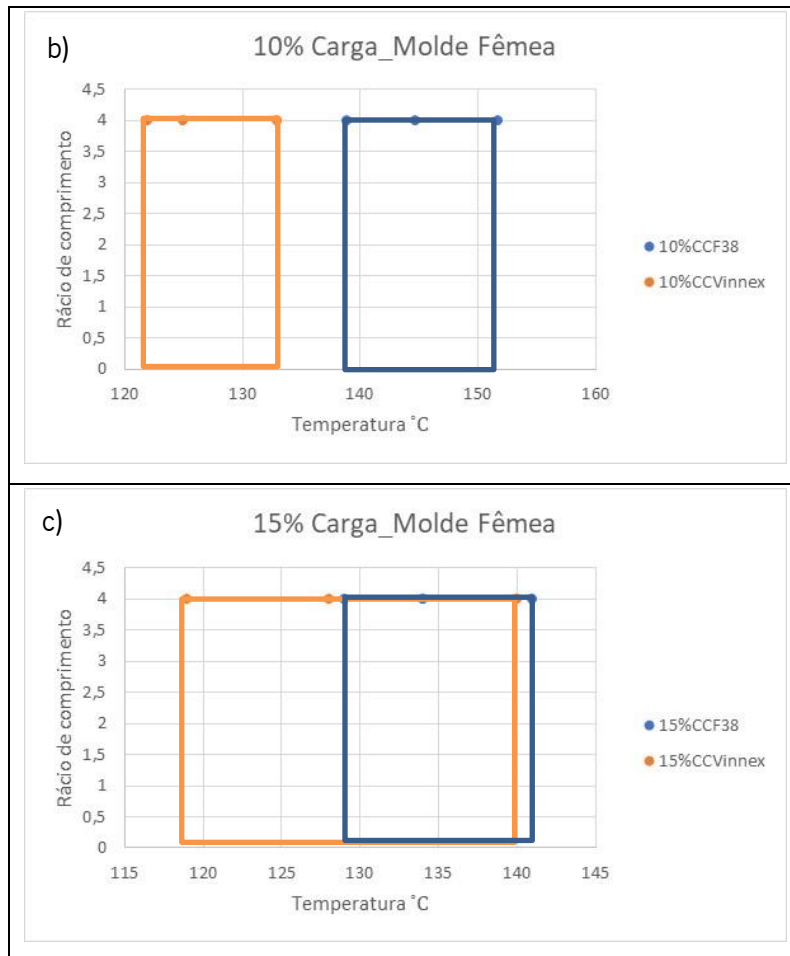 b)
10% Carga_Molde Fêmea
4,5
4
3,5
3
2,5
2
1,5
1
0,5
0
Rácio de comprimento
120 130 140 150 160
Temperatura ˚C
10%CCF38
10%CCVinnex
c)
15% Carga_Molde Fêmea
4,5
4
3,5
3
2,5
2
1,5
1
0,5
0
Rácio de comprimento
115 120 125 130 135 140 145
Temperatura ˚C
15%CCF38
15%CCVinnex